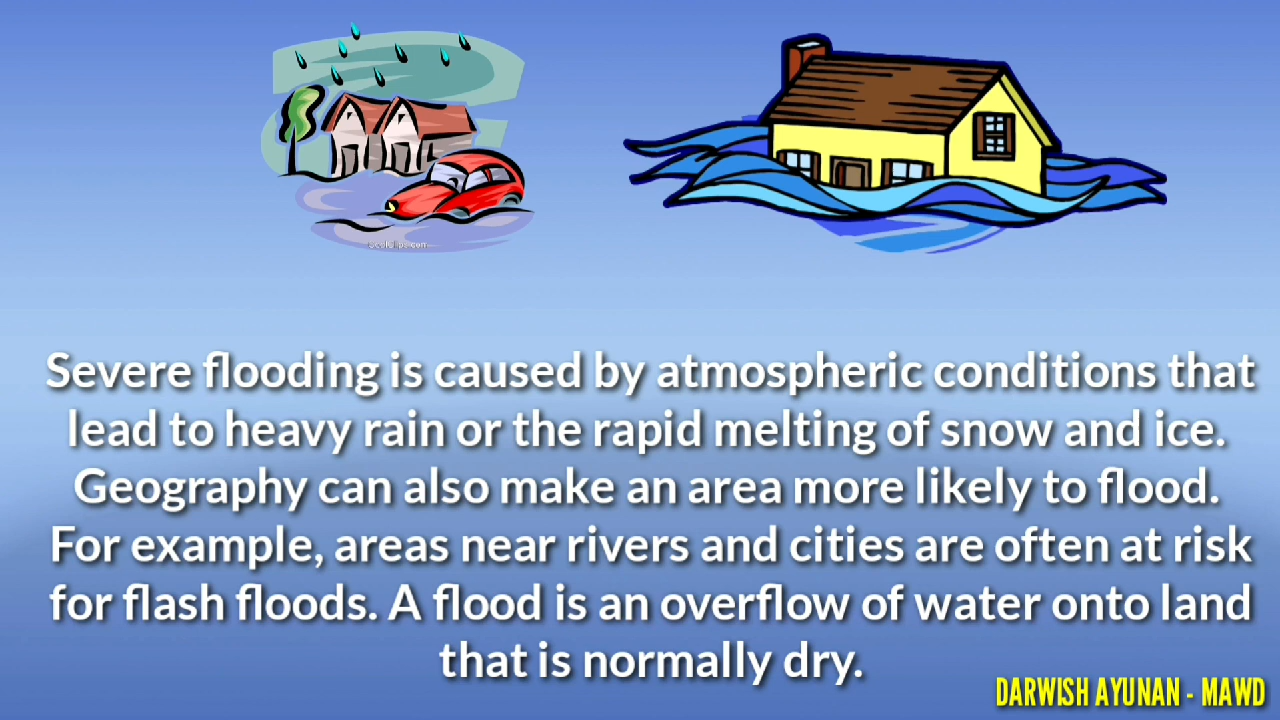 Severe flooding is caused by atmospheric conditions that
lead to heavy rain or the rapid melting of snow and ice.
Geography can also make an area more likely to flood.
For example, areas near rivers and cities are often at risk
for flash floods. A flood is an overflow of water onto land
that is normally dry.
DARWISH AYUNAN - MAWD